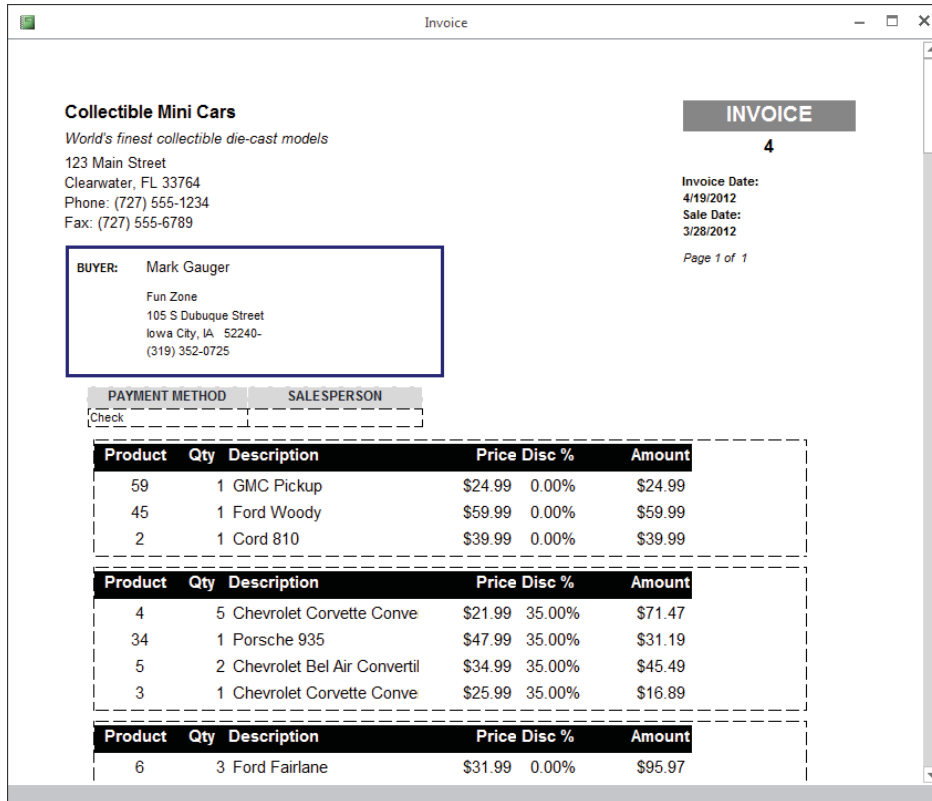 Invoice
Collectible Mini Cars
World's finest collectible die-cast models
123 Main Street
Clearwater, FL 33764
Phone: (727) 555-1234
Fax: (727) 555-6789
INVOICE
4
Invoice Date:
4/19/2012
Sale Date:
3/28/2012
Page 1 of 1
BUYER: Mark Gauger
Fun Zone
105 S Dubuque Street
Iowa City, IA 52240-
(319) 352-0725
PAYMENT METHOD SALESPERSON
Check
Product Qty Description Price Disc % Amount
59 1 GMC Pickup $24.99 0.00% $24.99
45 1 Ford Woody $59.99 0.00% $59.99
2 1 Cord 810 $39.99 0.00% $39.99
Product Qty Description Price Disc % Amount
4 5 Chevrolet Corvette Conve $21.99 35.00% $71.47
34 1 Porsche 935 $47.99 35.00% $31.19
5 2 Chevrolet Bel Air Convertil $34.99 35.00% $45.49
3 1 Chevrolet Corvette Conve $25.99 35.00% $16.89
Product Qty Description Price Disc % Amount
6 3 Ford Fairlane $31.99 0.00% $95.97